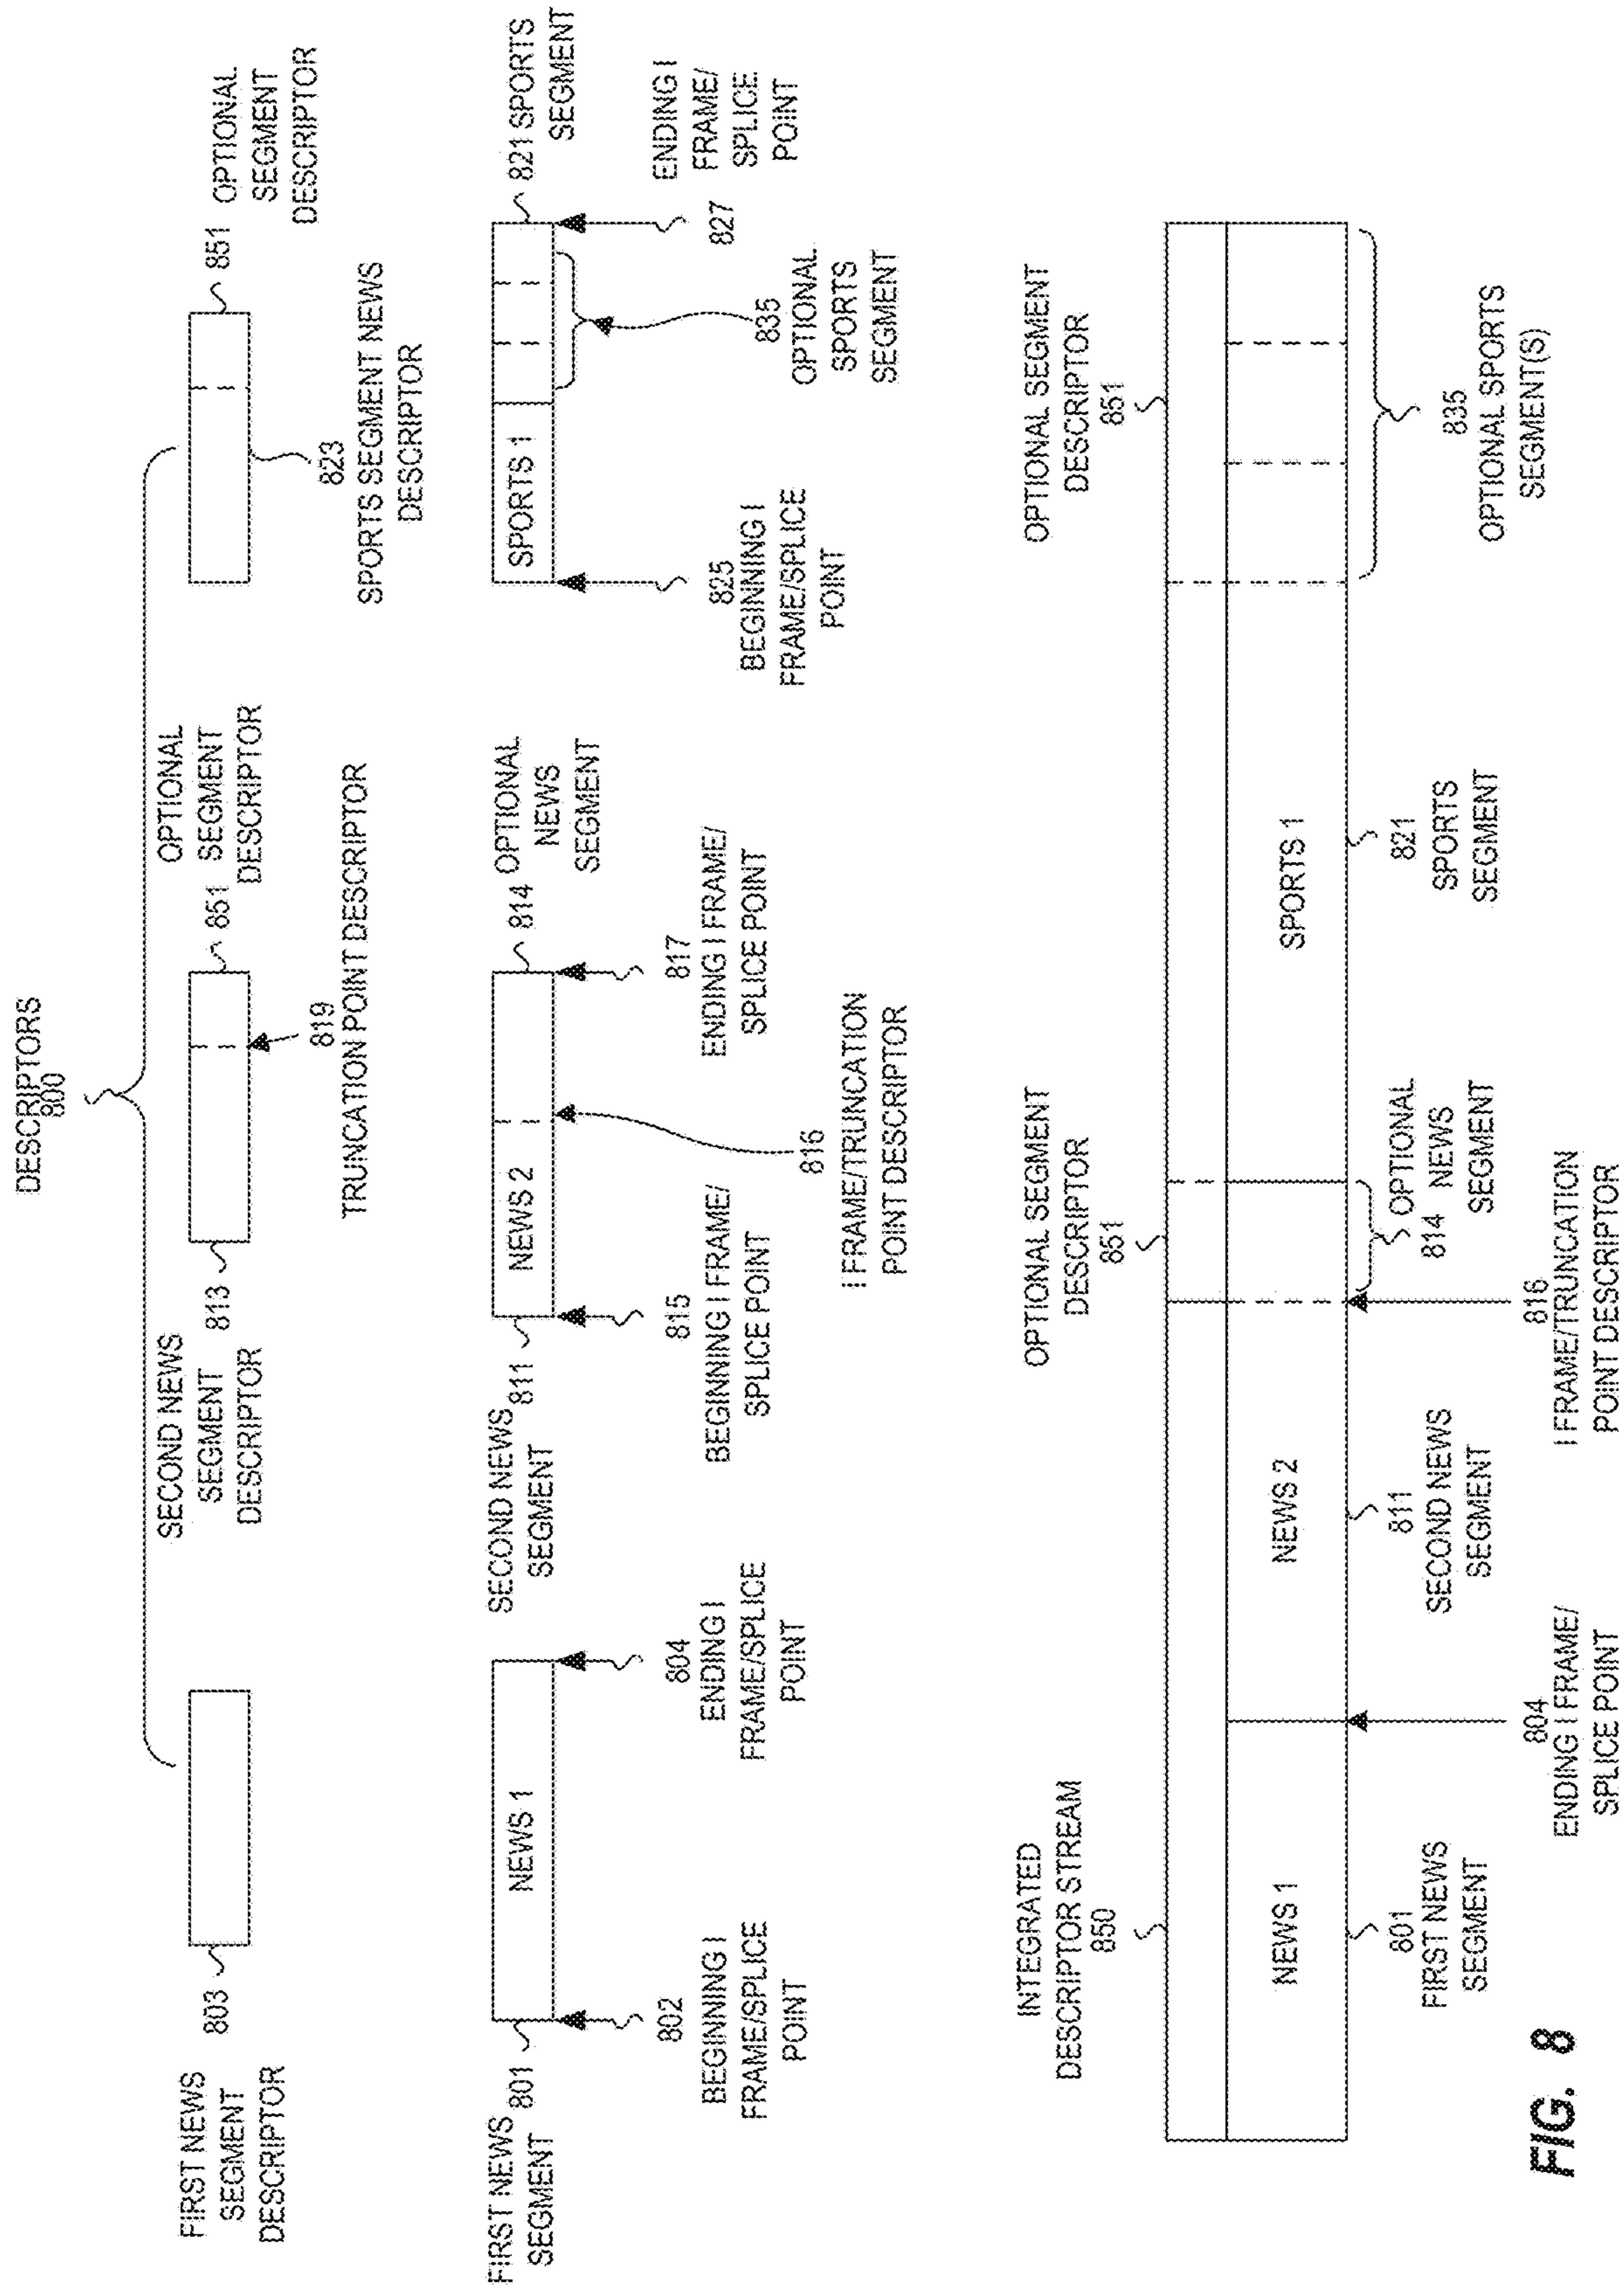 DESCRIPTORS
800
FIRST NEWS
SEGMENT
DESCRIPTOR
803
SECOND NEWS
SEGMENT
DESCRIPTOR
813
OPTIONAL
SEGMENT
DESCRIPTOR
851
819
TRUNCATION POINT DESCRIPTOR
851
OPTIONAL
SEGMENT
DESCRIPTOR
823
SPORTS SEGMENT NEWS
DESCRIPTOR
FIRST NEWS
SEGMENT
801
NEWS 1
802
BEGINNING I
FRAME/SPLICE
POINT
804
ENDING I
FRAME/SPLICE
POINT
SECOND NEWS
SEGMENT
811
NEWS 2
814
OPTIONAL
NEWS
SEGMENT
815
BEGINNING I FRAME/
SPLICE POINT
816
I FRAME/TRUNCATION
POINT DESCRIPTOR
817
ENDING I FRAME/
SPLICE POINT
SPORTS 1
821 SPORTS
SEGMENT
825
BEGINNING I
FRAME/SPLICE
POINT
835
OPTIONAL
SPORTS
SEGMENT
827
ENDING I
FRAME/
SPLICE
POINT
INTEGRATED
DESCRIPTOR STREAM
850
OPTIONAL SEGMENT
DESCRIPTOR
851
OPTIONAL SEGMENT
DESCRIPTOR
851
NEWS 1
NEWS 2
SPORTS 1
801
FIRST NEWS
SEGMENT
804
ENDING I FRAME/
SPLICE POINT
811
SECOND NEWS
SEGMENT
816
I FRAME/TRUNCATION
POINT DESCRIPTOR
814
OPTIONAL
NEWS
SEGMENT
821
SPORTS
SEGMENT
835
OPTIONAL SPORTS
SEGMENT(S)
FIG. 8